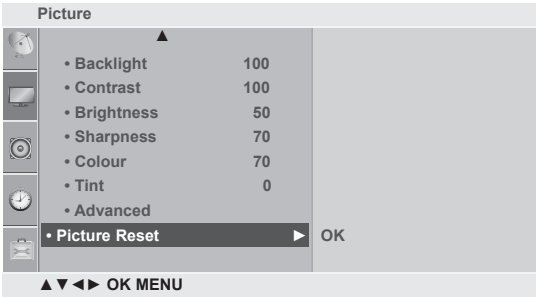 Picture
▲
• Backlight 100
• Contrast 100
• Brightness 50
• Sharpness 70
• Colour 70
• Tint 0
• Advanced
• Picture Reset ► OK
▲▼◄► OK MENU